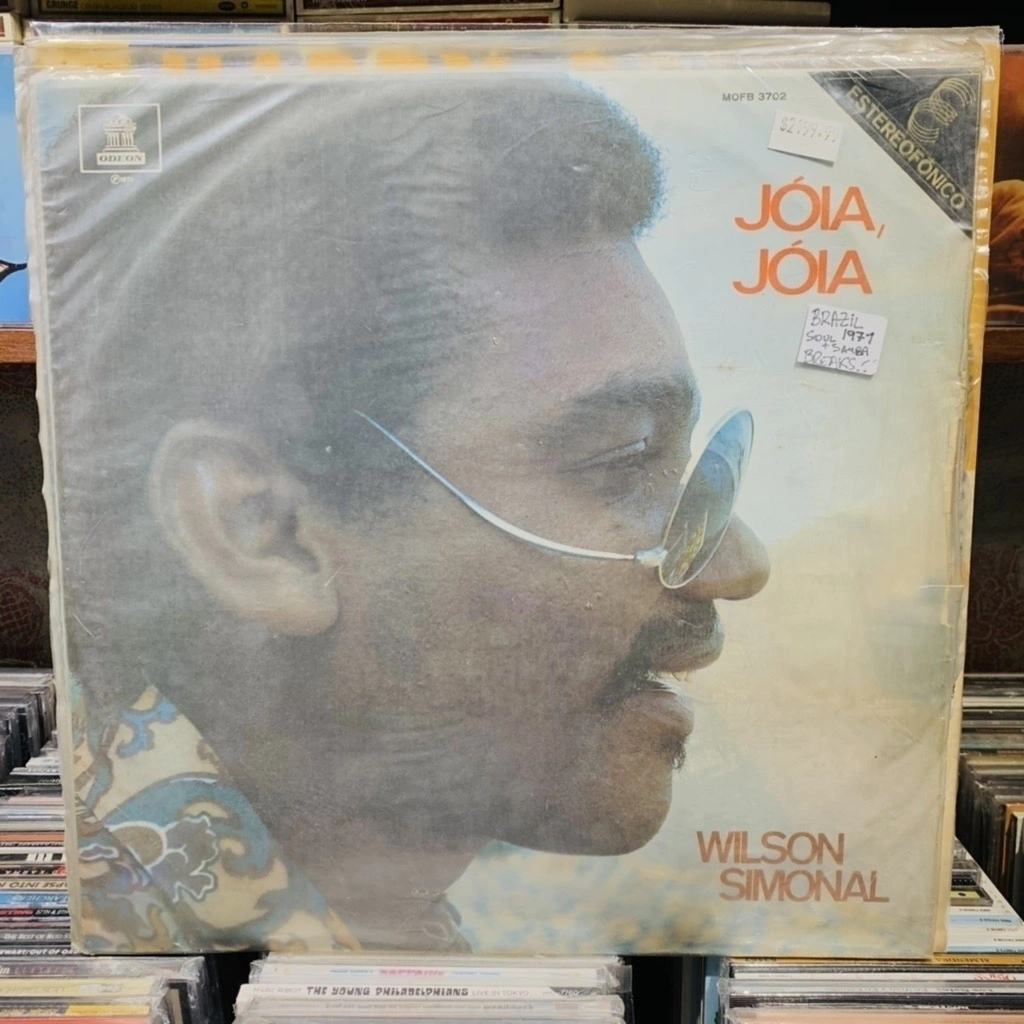 GRUNGE
MOFB 3702
ESTEREOFÔNICO
$2199.99
ODEON
JÓIA,
JÓIA
BRAZIL
SOUL 1971
+ SAMBA
BREAKS
WILSON
SIMONAL
THE YOUNG PHILADELPHIANS LIVE IN TOKYO